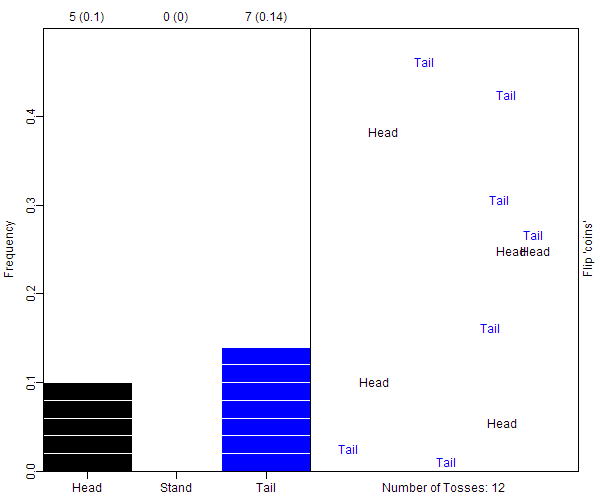 5 (0.1) 0 (0) 7 (0.14)
Frequency
0.4
0.3
0.2
0.1
0.0
Head Stand Tail
Tail
Tail
Head
Tail
Tail
Head Head
Tail
Head
Head
Tail
Tail
Number of Tosses: 12
Flip 'coins'